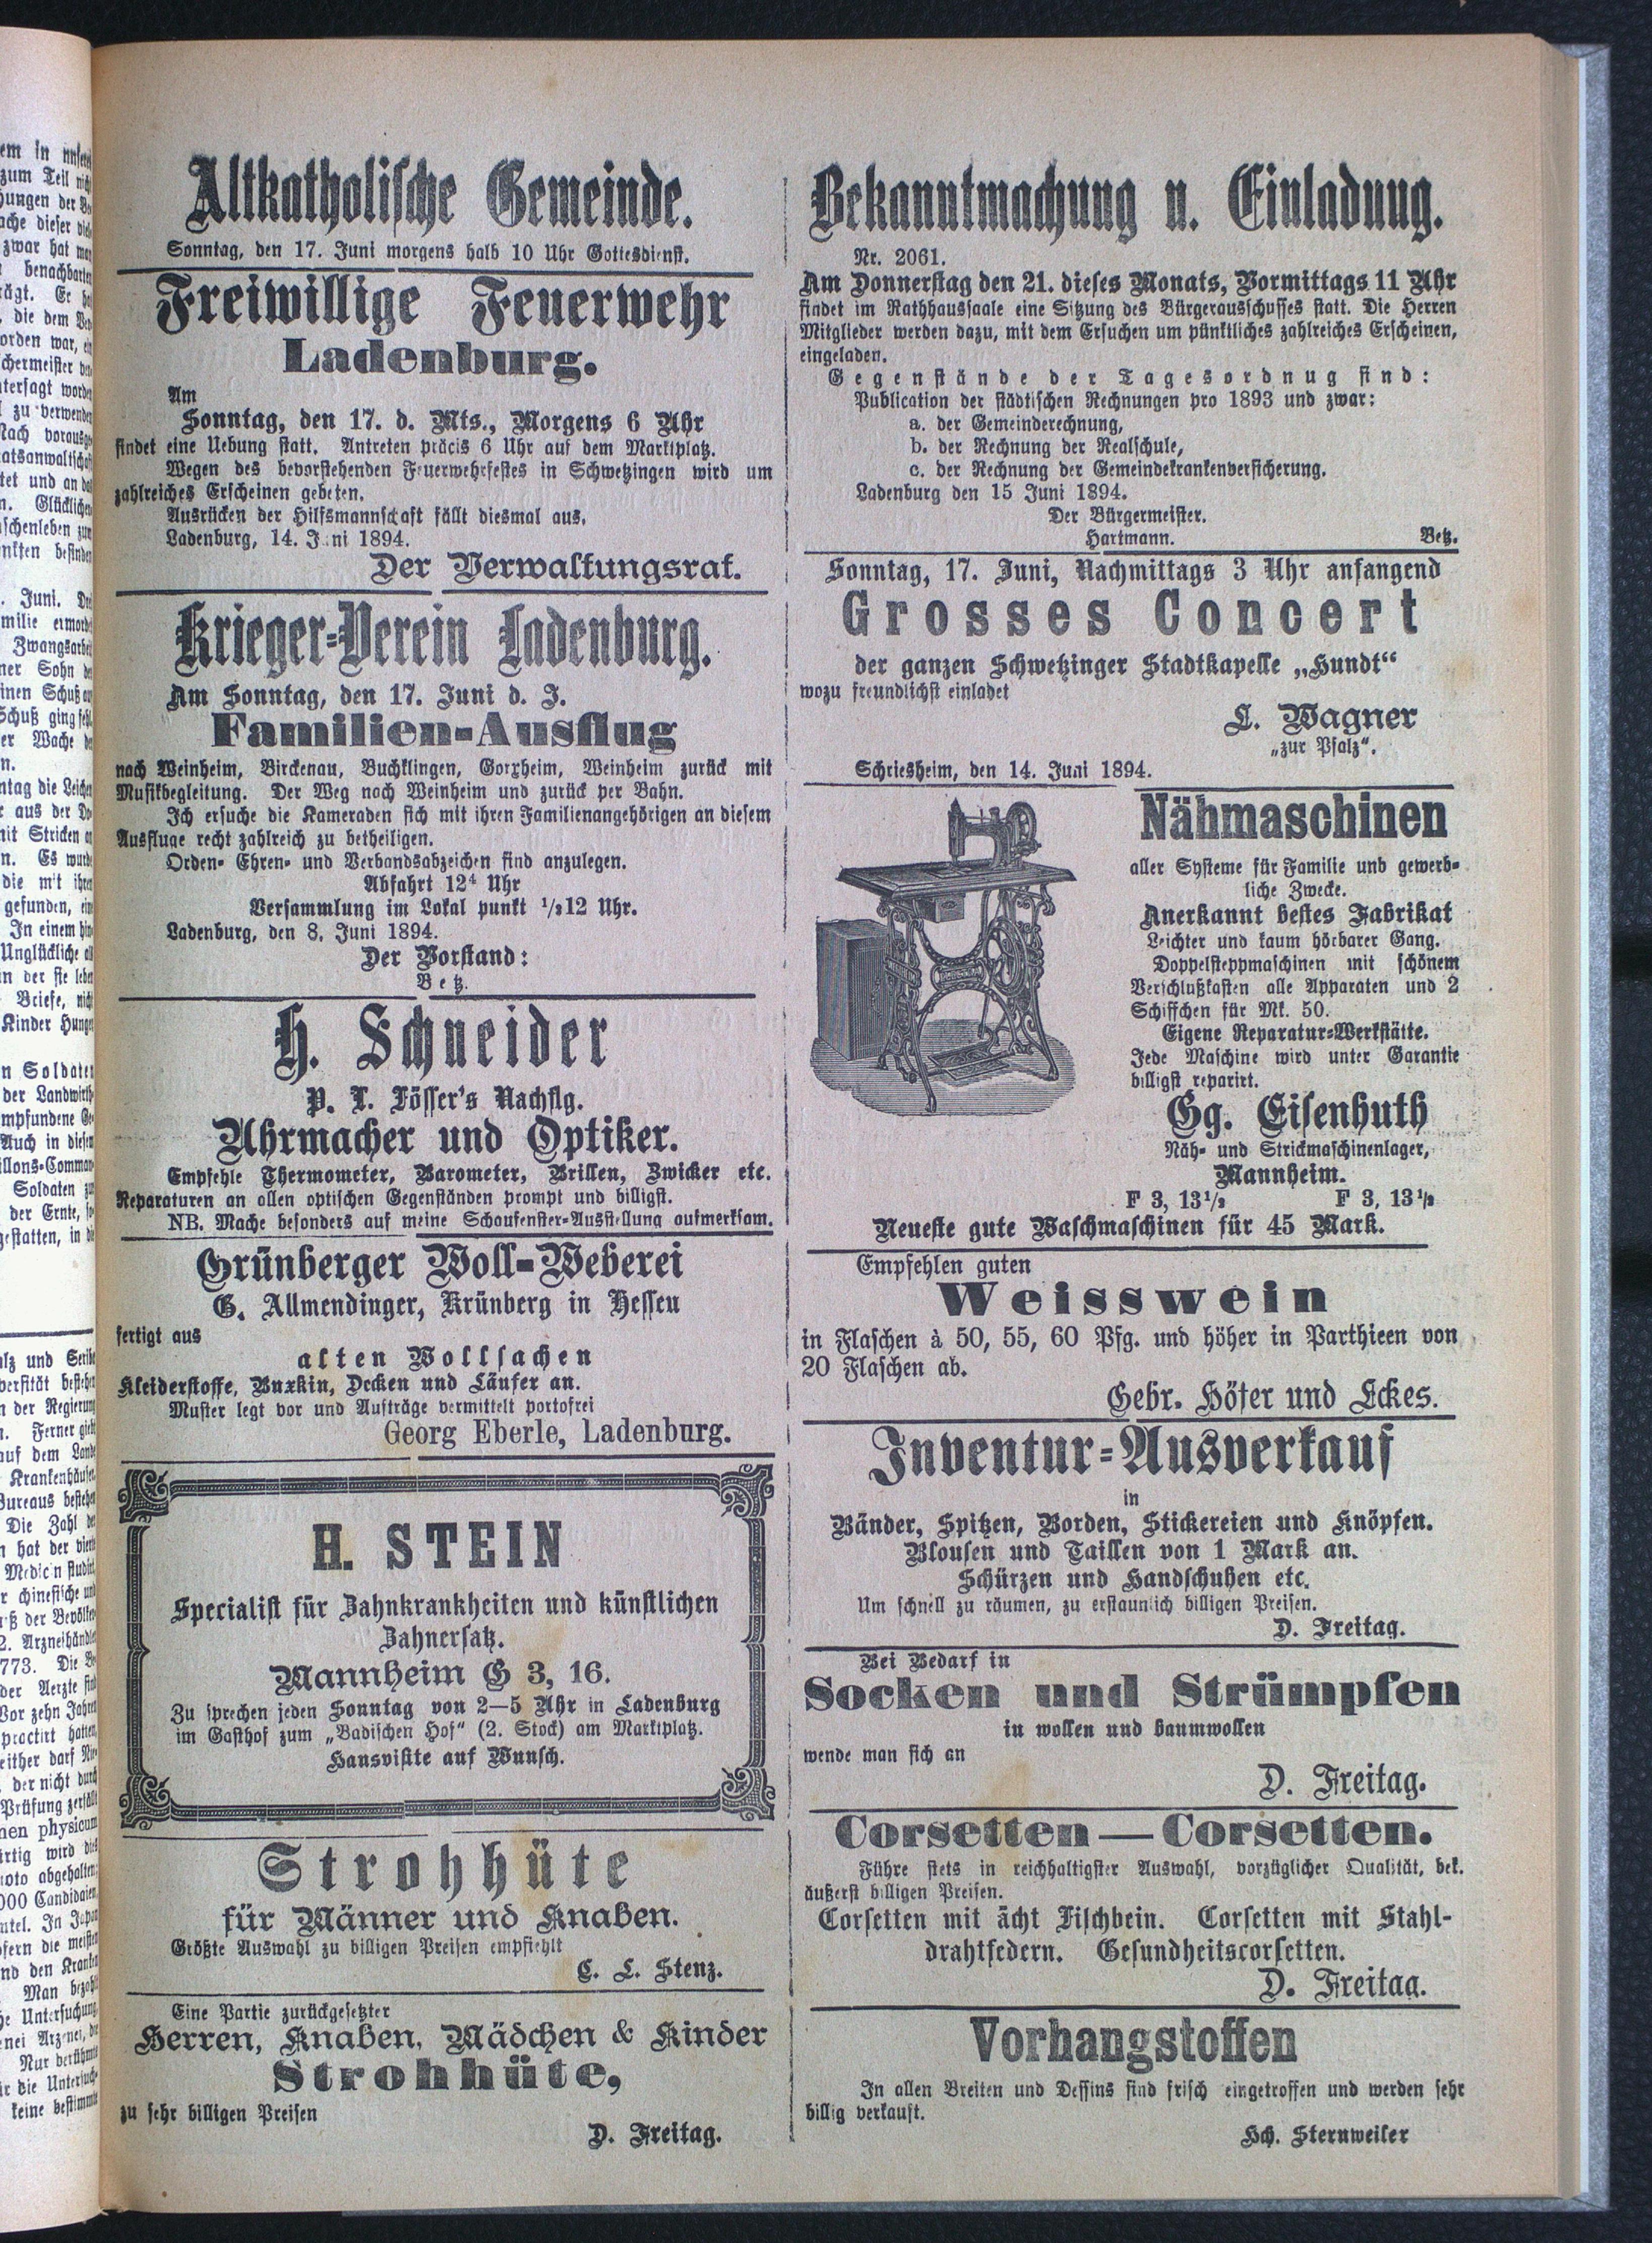 Altkatholische Gemeinde.
Sonntag, den 17. Juni morgens halb 10 Uhr Gottesdienst.
Freiwillige Feuerwehr
Ladenburg.
Am
Sonntag, den 17. d. Mts., Morgens 6 Uhr
findet eine Uebung statt. Antreten präcis 6 Uhr auf dem Marktplatz.
Wegen des bevorstehenden Feuerwehrfestes in Schwetzingen wird um
zahlreiches Erscheinen gebeten.
Ausrücken der Hilfsmannschaft fällt diesmal aus.
Ladenburg, 14. Juni 1894.
Der Verwaltungsrat.
Krieger-Verein Ladenburg.
Am Sonntag, den 17. Juni d. J.
Familien-Ausflug
nach Weinheim, Birckenau, Buchklingen, Gorxheim, Weinheim zurück mit
Musikbegleitung. Der Weg nach Weinheim und zurück per Bahn.
Ich ersuche die Kameraden sich mit ihren Familienangehörigen an diesem
Ausfluge recht zahlreich zu betheiligen.
Orden- Ehren- und Verbandsabzeichen sind anzulegen.
Abfahrt 12⁴ Uhr
Versammlung im Lokal punkt ½12 Uhr.
Ladenburg, den 8. Juni 1894.
Der Vorstand:
Betz.
H. Schneider
P. L. Lösser's Nachflg.
Uhrmacher und Optiker.
Empfehle Thermometer, Barometer, Brillen, Zwicker etc.
Reparaturen an allen optischen Gegenständen prompt und billigst.
NB. Mache besonders auf meine Schaufenster-Ausstellung aufmerksam.
Grünberger Woll-Weberei
G. Allmendinger, Krünberg in Hessen
fertigt aus
alten Wollsachen
Kleiderstoffe, Buxkin, Decken und Läufer an.
Muster legt vor und Aufträge vermittelt portofrei
Georg Eberle, Ladenburg.
H. STEIN
Specialist für Zahnkrankheiten und künstlichen
Zahnersatz.
Mannheim G 3, 16.
Zu sprechen jeden Sonntag von 2—5 Uhr in Ladenburg
im Gasthof zum „Badischen Hof“ (2. Stock) am Marktplatz.
Hausvisite auf Wunsch.
Strohhüte
für Männer und Knaben.
Größte Auswahl zu billigen Preisen empfiehlt
C. L. Stenz.
Eine Partie zurückgesetzter
Herren, Knaben, Mädchen & Kinder
Strohhüte,
zu sehr billigen Preisen
D. Freitag.
Bekanntmachung u. Einladung.
Nr. 2061.
Am Donnerstag den 21. dieses Monats, Vormittags 11 Uhr
findet im Rathhaussaale eine Sitzung des Bürgerausschusses statt. Die Herren
Mitglieder werden dazu, mit dem Ersuchen um pünktliches zahlreiches Erscheinen,
eingeladen.
Gegenstände der Tagesordnug sind:
Publication der städtischen Rechnungen pro 1893 und zwar:
a. der Gemeinderechnung,
b. der Rechnung der Realschule,
c. der Rechnung der Gemeindekrankenversicherung.
Ladenburg den 15 Juni 1894.
Der Bürgermeister.
Hartmann. Betz.
Sonntag, 17. Juni, Nachmittags 3 Uhr anfangend
Grosses Concert
der ganzen Schwetzinger Stadtkapelle „Hundt“
wozu freundlichst einladet
L. Wagner
„zur Pfalz“.
Schriesheim, den 14. Juni 1894.
Nähmaschinen
aller Systeme für Familie und gewerb-
liche Zwecke.
Anerkannt bestes Fabrikat
Leichter und kaum hörbarer Gang.
Doppelsteppmaschinen mit schönem
Verschlußkasten alle Apparaten und 2
Schiffchen für Mk. 50.
Eigene Reparatur-Werkstätte.
Jede Maschine wird unter Garantie
billigst reparirt.
Gg. Eisenhuth
Näh- und Strickmaschinenlager,
Mannheim.
F 3, 13½ F 3, 13½
Neueste gute Waschmaschinen für 45 Mark.
Empfehlen guten
Weisswein
in Flaschen à 50, 55, 60 Pfg. und höher in Parthieen von
20 Flaschen ab.
Gebr. Höfer und Eckes.
Inventur-Ausverkauf
in
Bänder, Spitzen, Borden, Stickereien und Knöpfen.
Blousen und Taillen von 1 Mark an.
Schürzen und Handschuhen etc.
Um schnell zu räumen, zu erstaunlich billigen Preisen.
D. Freitag.
Bei Bedarf in
Socken und Strümpfen
in wollen und baumwollen
wende man sich an
D. Freitag.
Corsetten — Corsetten.
Führe stets in reichhaltigster Auswahl, vorzüglicher Qualität, bek.
äußerst billigen Preisen.
Corsetten mit ächt Fischbein. Corsetten mit Stahl-
drahtfedern. Gesundheitscorsetten.
D. Freitag.
Vorhangstoffen
In allen Breiten und Dessins sind frisch eingetroffen und werden sehr
billig verkauft.
Hch. Sternweiler